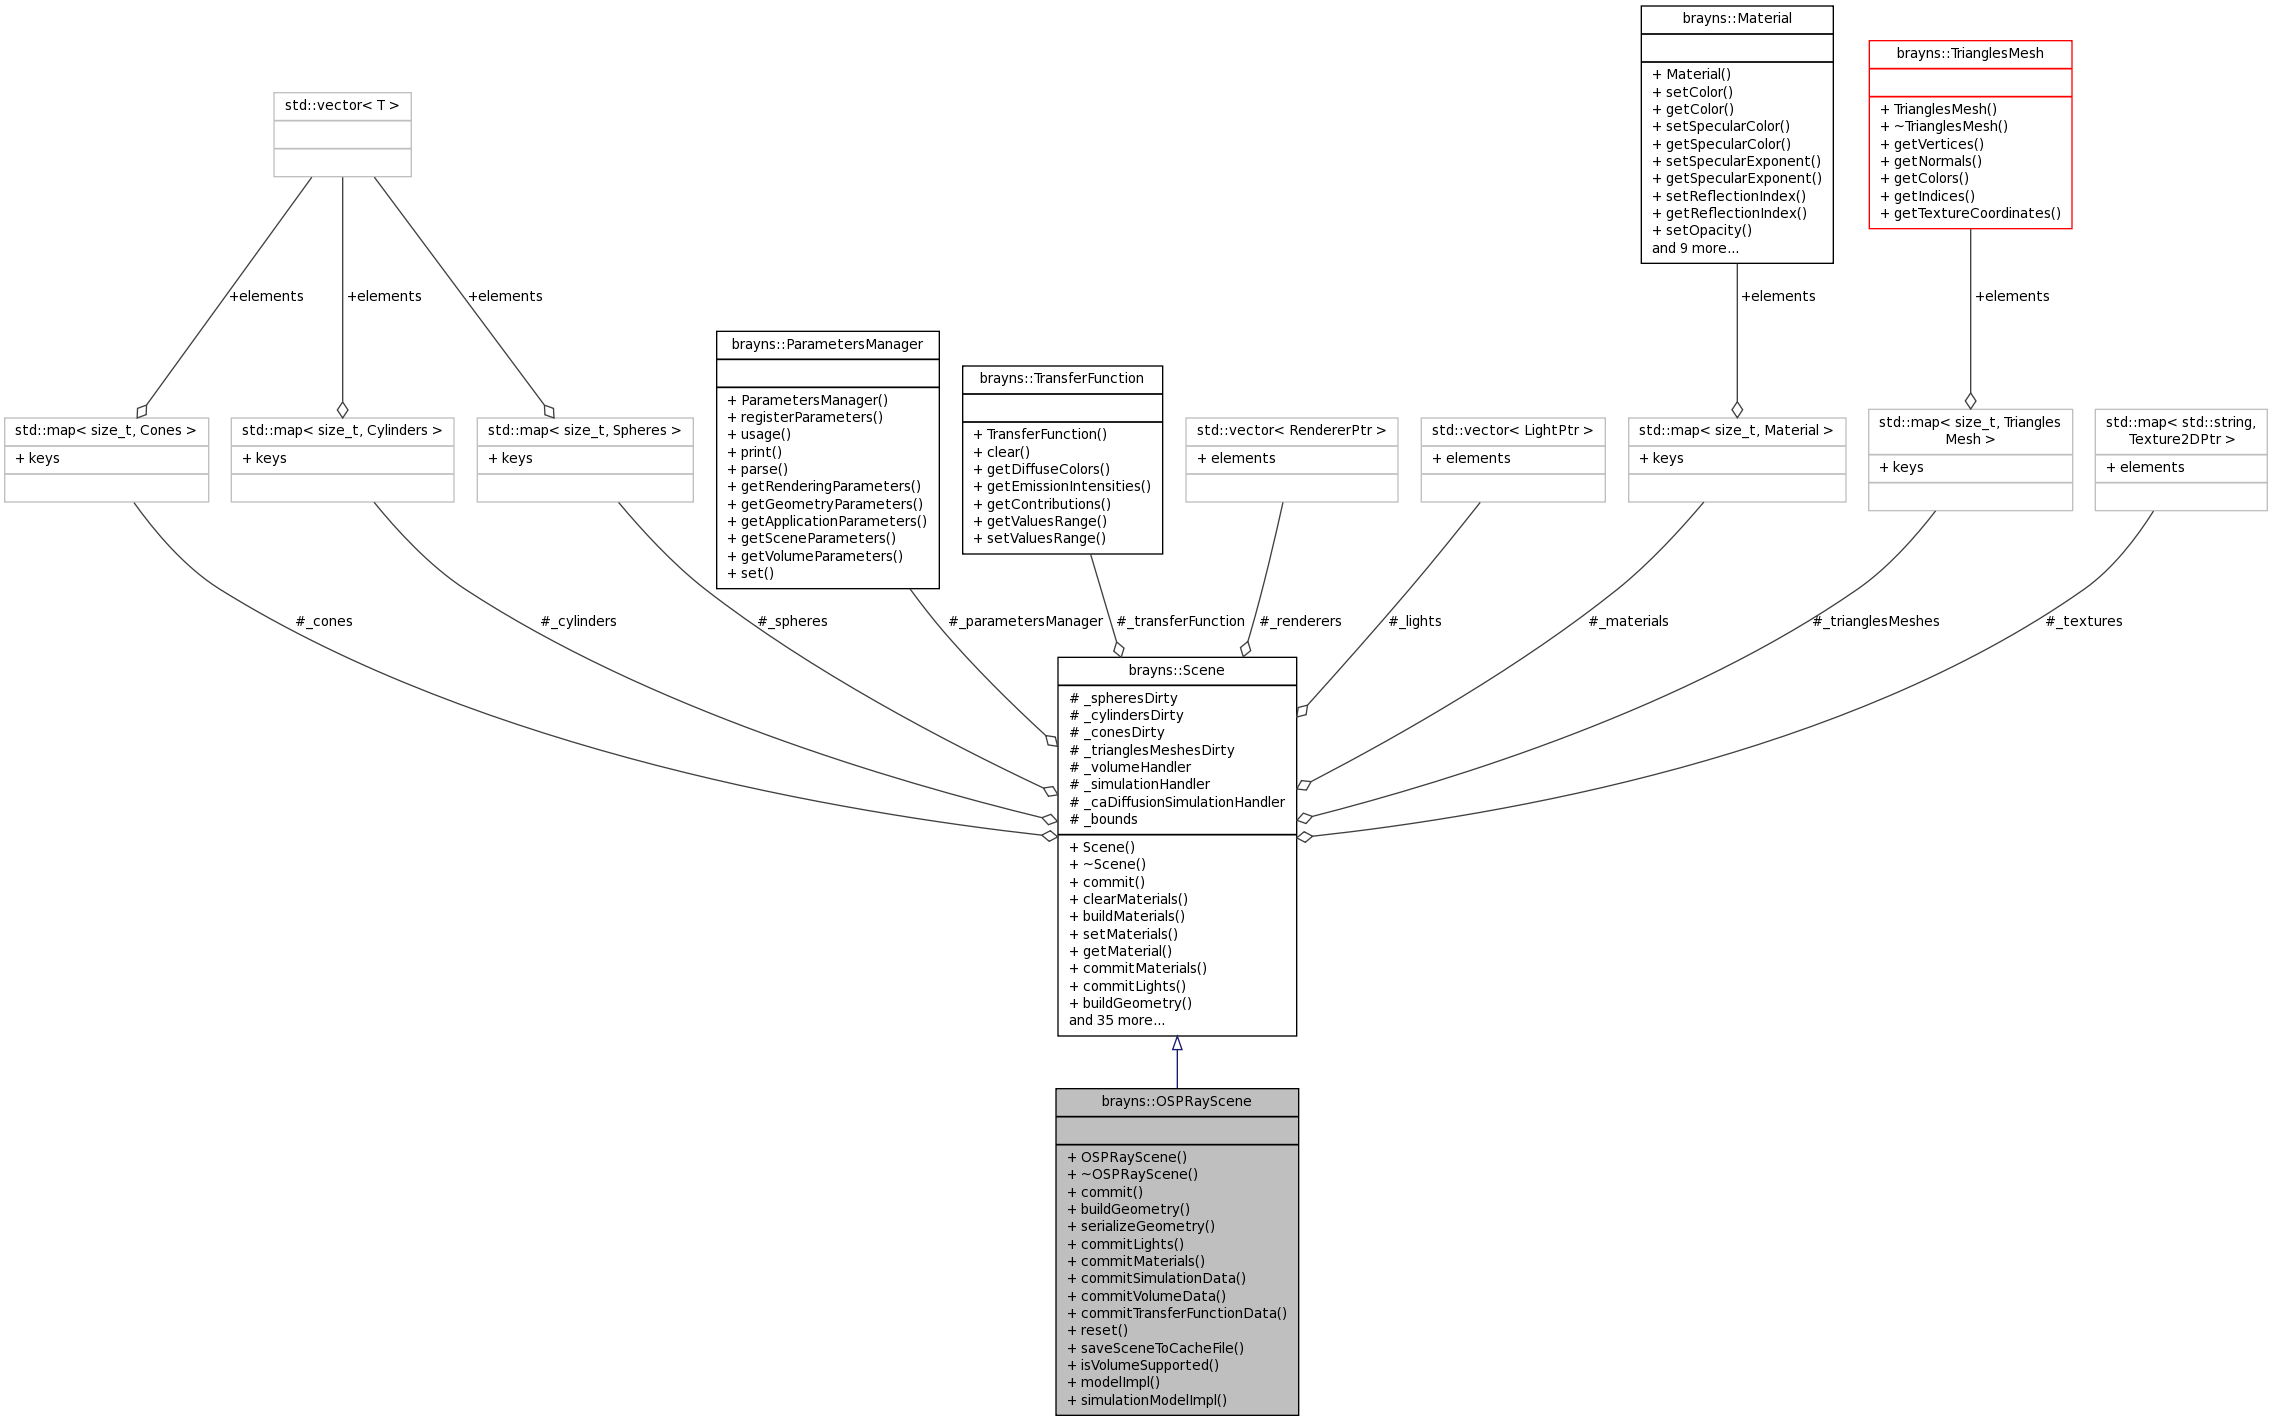 brayns::Material
+ Material()
+ setColor()
+ getColor()
+ setSpecularColor()
+ getSpecularColor()
+ setSpecularExponent()
+ getSpecularExponent()
+ setReflectionIndex()
+ getReflectionIndex()
+ setOpacity()
and 9 more...
brayns::TrianglesMesh
+ TrianglesMesh()
+ ~TrianglesMesh()
+ getVertices()
+ getNormals()
+ getColors()
+ getIndices()
+ getTextureCoordinates()
std::vector< T >
+elements
+elements
+elements
+elements
+elements
std::map< size_t, Cones >
+ keys
std::map< size_t, Cylinders >
+ keys
std::map< size_t, Spheres >
+ keys
brayns::ParametersManager
+ ParametersManager()
+ registerParameters()
+ usage()
+ print()
+ parse()
+ getRenderingParameters()
+ getGeometryParameters()
+ getApplicationParameters()
+ getSceneParameters()
+ getVolumeParameters()
+ set()
brayns::TransferFunction
+ TransferFunction()
+ clear()
+ getDiffuseColors()
+ getEmissionIntensities()
+ getContributions()
+ getValuesRange()
+ setValuesRange()
std::vector< RendererPtr >
+ elements
std::vector< LightPtr >
+ elements
std::map< size_t, Material >
+ keys
std::map< size_t, Triangles
Mesh >
+ keys
std::map< std::string,
Texture2DPtr >
+ elements
#_cones
#_cylinders
#_spheres
#_parametersManager
#_transferFunction
#_renderers
#_lights
#_materials
#_trianglesMeshes
#_textures
brayns::Scene
# _spheresDirty
# _cylindersDirty
# _conesDirty
# _trianglesMeshesDirty
# _volumeHandler
# _simulationHandler
# _caDiffusionSimulationHandler
# _bounds
+ Scene()
+ ~Scene()
+ commit()
+ clearMaterials()
+ buildMaterials()
+ setMaterials()
+ getMaterial()
+ commitMaterials()
+ commitLights()
+ buildGeometry()
and 35 more...
brayns::OSPRayScene
+ OSPRayScene()
+ ~OSPRayScene()
+ commit()
+ buildGeometry()
+ serializeGeometry()
+ commitLights()
+ commitMaterials()
+ commitSimulationData()
+ commitVolumeData()
+ commitTransferFunctionData()
+ reset()
+ saveSceneToCacheFile()
+ isVolumeSupported()
+ modelImpl()
+ simulationModelImpl()